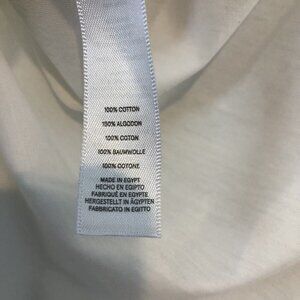 100% COTTON
100% ALGODON
100% COTON
100% BAUMWOLLE
100% COTONE
MADE IN EGYPT
HECHO EN EGIPTO
FABRIQUÉ EN EGYPTE
HERGESTELLT IN ÄGYPTEN
FABBRICATO IN EGITTO